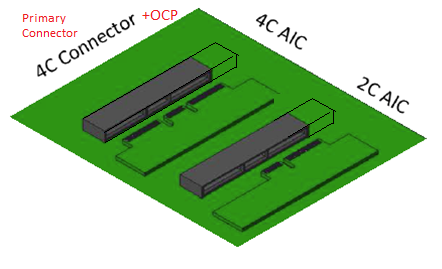 Primary
Connector
4C Connector +OCP
4C AIC
2C AIC